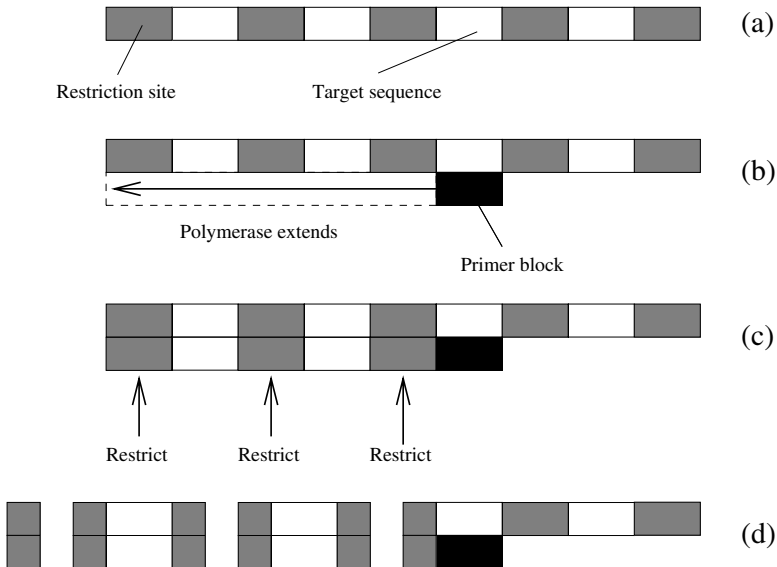 (a)
Restriction site
Target sequence
(b)
Polymerase extends
Primer block
(c)
Restrict Restrict Restrict
(d)